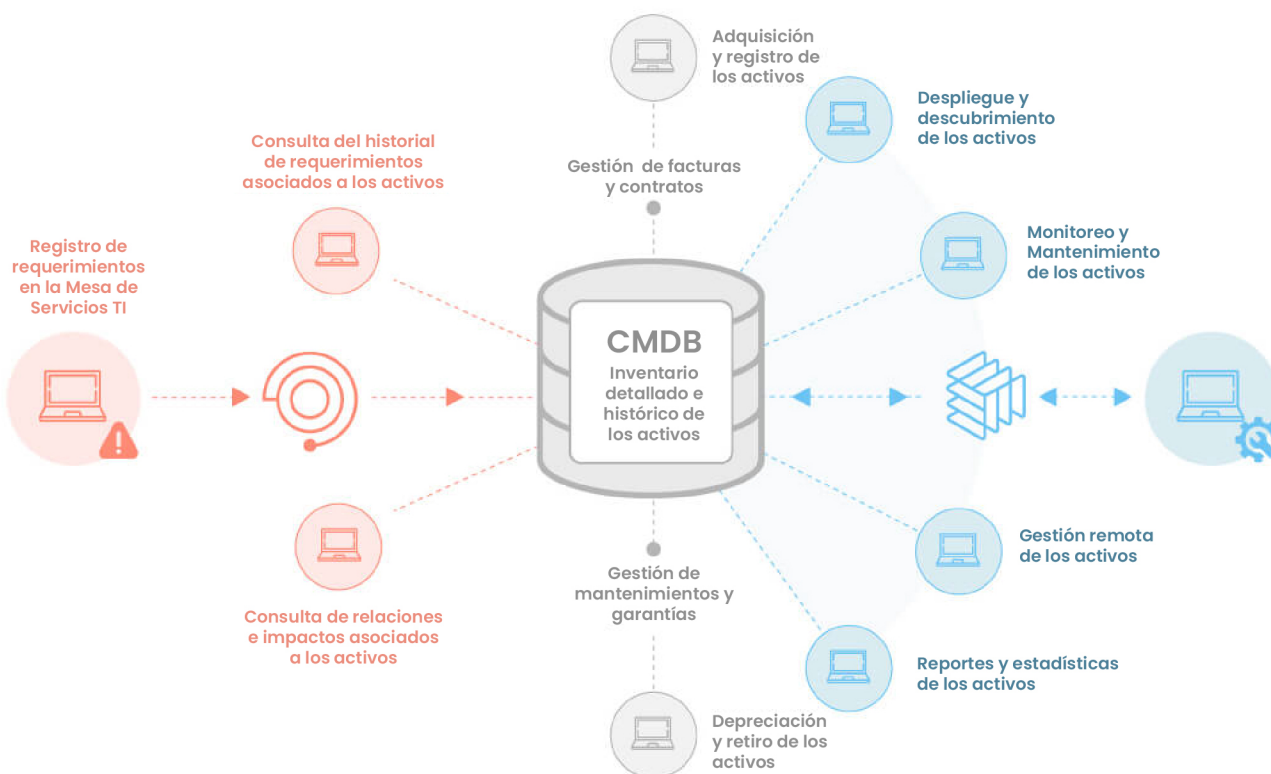 Adquisición
y registro de
los activos
Despliegue y
descubrimiento
de los activos
Consulta del historial
de requerimientos
asociados a los activos
Gestión de facturas
y contratos
Registro de
requerimientos
en la Mesa de
Servicios TI
Monitoreo y
Mantenimiento
de los activos
CMDB
Inventario
detallado e
histórico de
los activos
Gestión remota
de los activos
Gestión de
mantenimientos y
garantías
Consulta de relaciones
e impactos asociados
a los activos
Reportes y estadísticas
de los activos
Depreciación
y retiro de los
activos